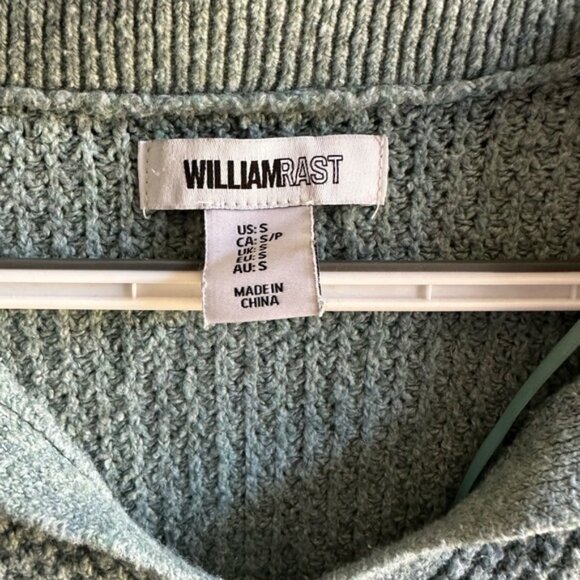 WILLIAMRAST
US: S
CA: S/P
UK: S
EU: S
AU: S
MADE IN
CHINA